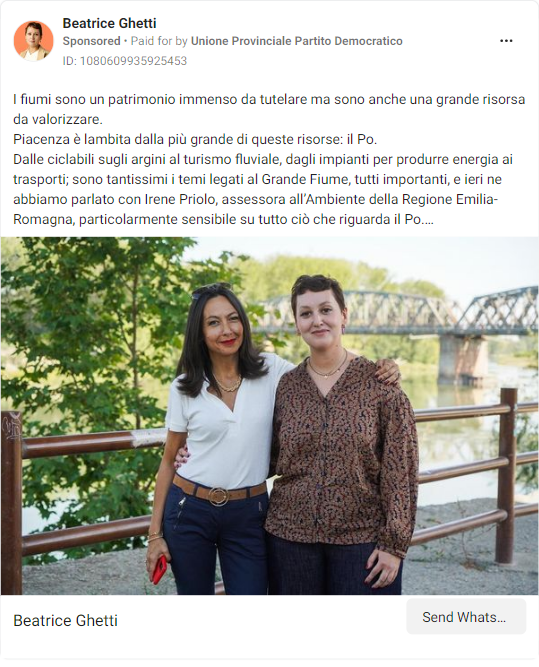 Beatrice Ghetti
Sponsored • Paid for by Unione Provinciale Partito Democratico
ID: 1080609935925453
I fiumi sono un patrimonio immenso da tutelare ma sono anche una grande risorsa
da valorizzare.
Piacenza è lambita dalla più grande di queste risorse: il Po.
Dalle ciclabili sugli argini al turismo fluviale, dagli impianti per produrre energia ai
trasporti; sono tantissimi i temi legati al Grande Fiume, tutti importanti, e ieri ne
abbiamo parlato con Irene Priolo, assessora all'Ambiente della Regione Emilia-
Romagna, particolarmente sensibile su tutto ciò che riguarda il Po....
Beatrice Ghetti
Send Whats...